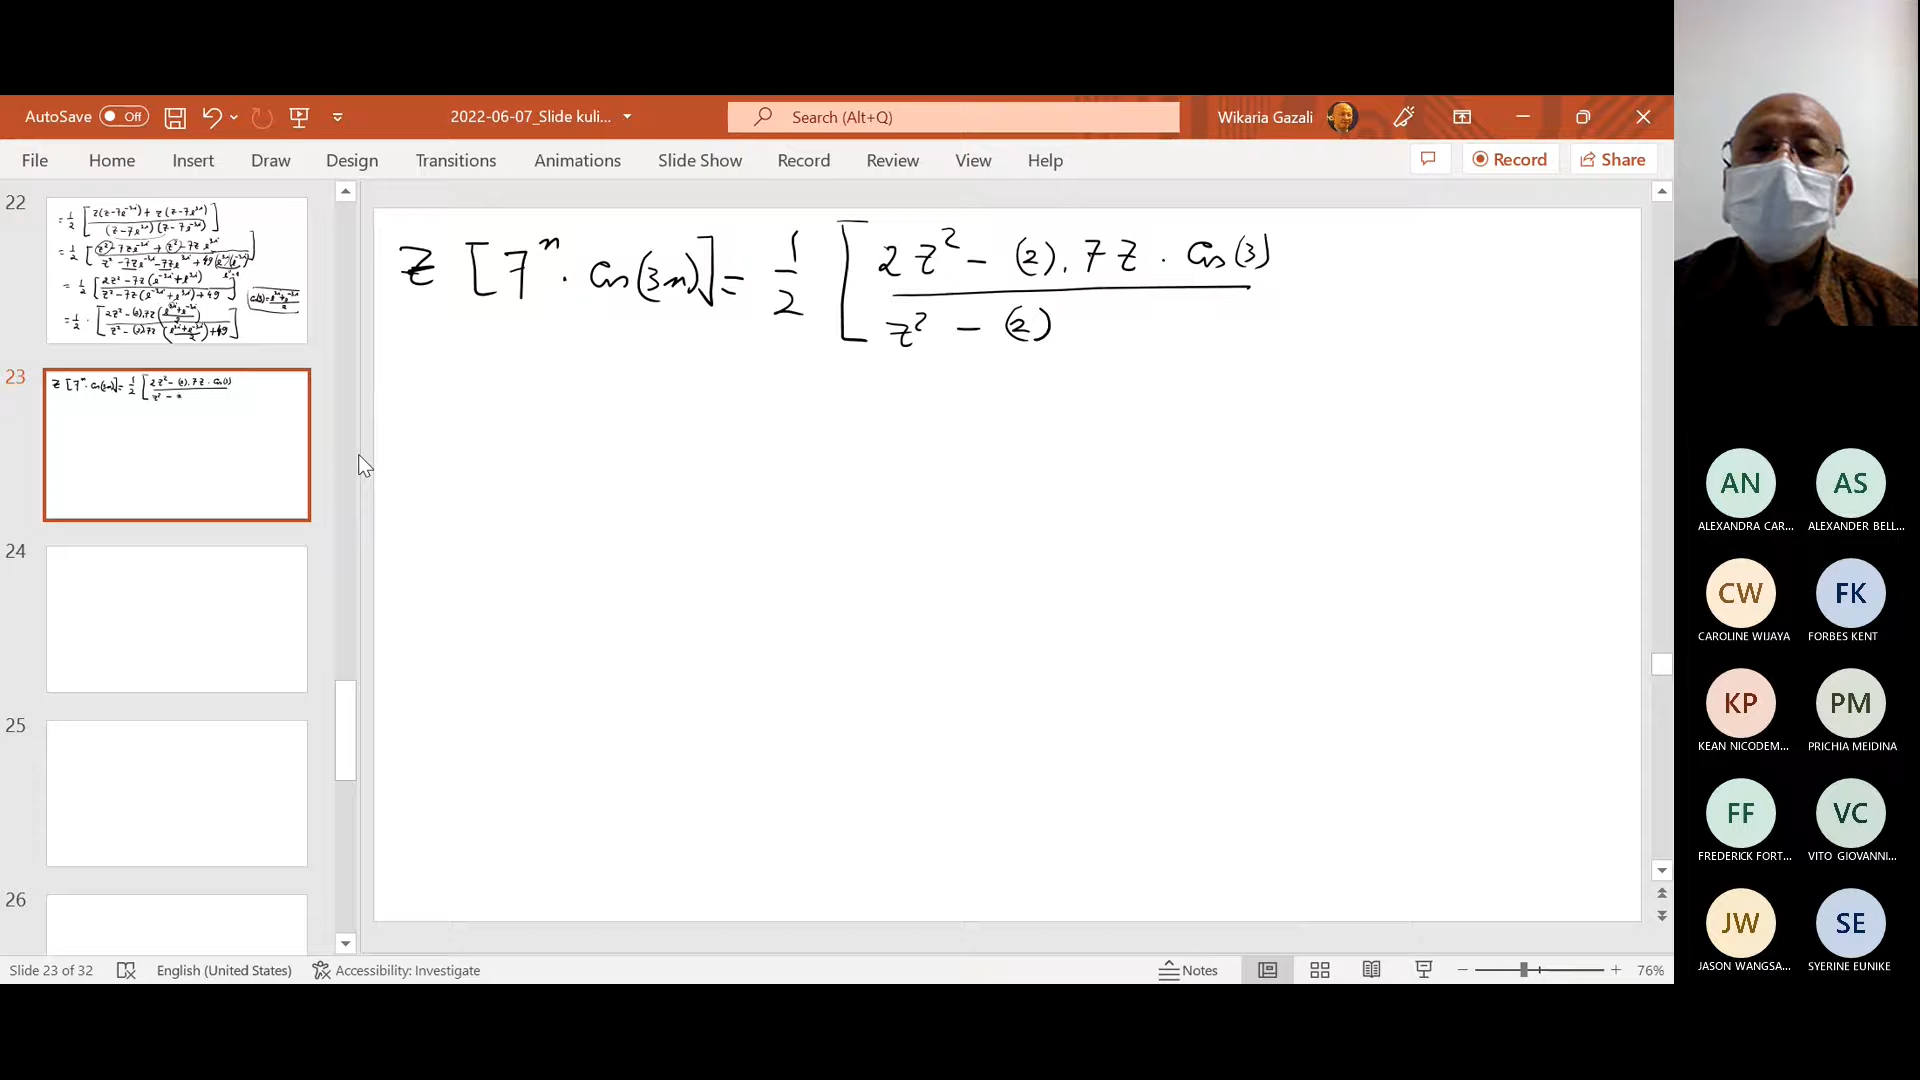 AutoSave Off 2022-06-07_Slide kuli... Search (Alt+Q) Wikaria Gazali
File Home Insert Draw Design Transitions Animations Slide Show Record Review View Help Record Share
22
23
24
25
26
Z [7^n . Cos(3n)] = 1/2 [ (2z^2 - (2). 7z . Cos(3)) / (z^2 - (2)
AN AS
ALEXANDRA CAR... ALEXANDER BELL...
CW FK
CAROLINE WIJAYA FORBES KENT
KP PM
KEAN NICODEM... PRICHIA MEIDINA
FF VC
FREDERICK FORT... VITO GIOVANNI...
JW SE
JASON WANGSA... SYERINE EUNIKE
Slide 23 of 32 English (United States) Accessibility: Investigate Notes 76%